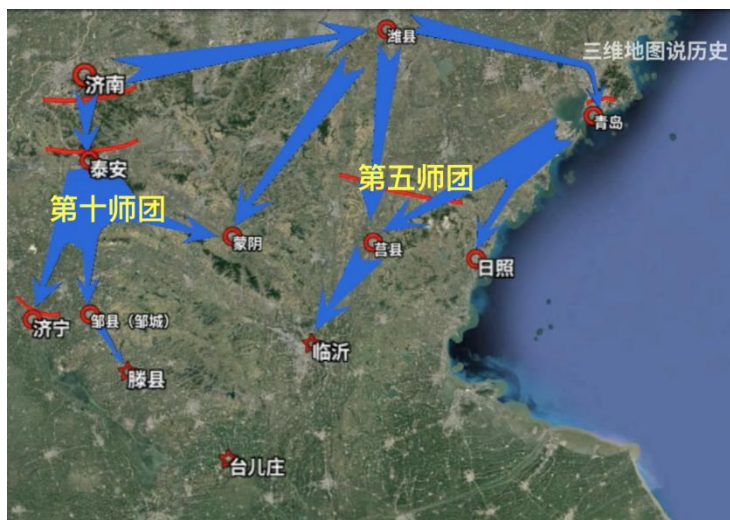 潍县
三维地图说历史
济南
青岛
泰安
第五师团
第十师团
蒙阴
莒县
日照
济宁
邹县（邹城）
临沂
滕县
台儿庄